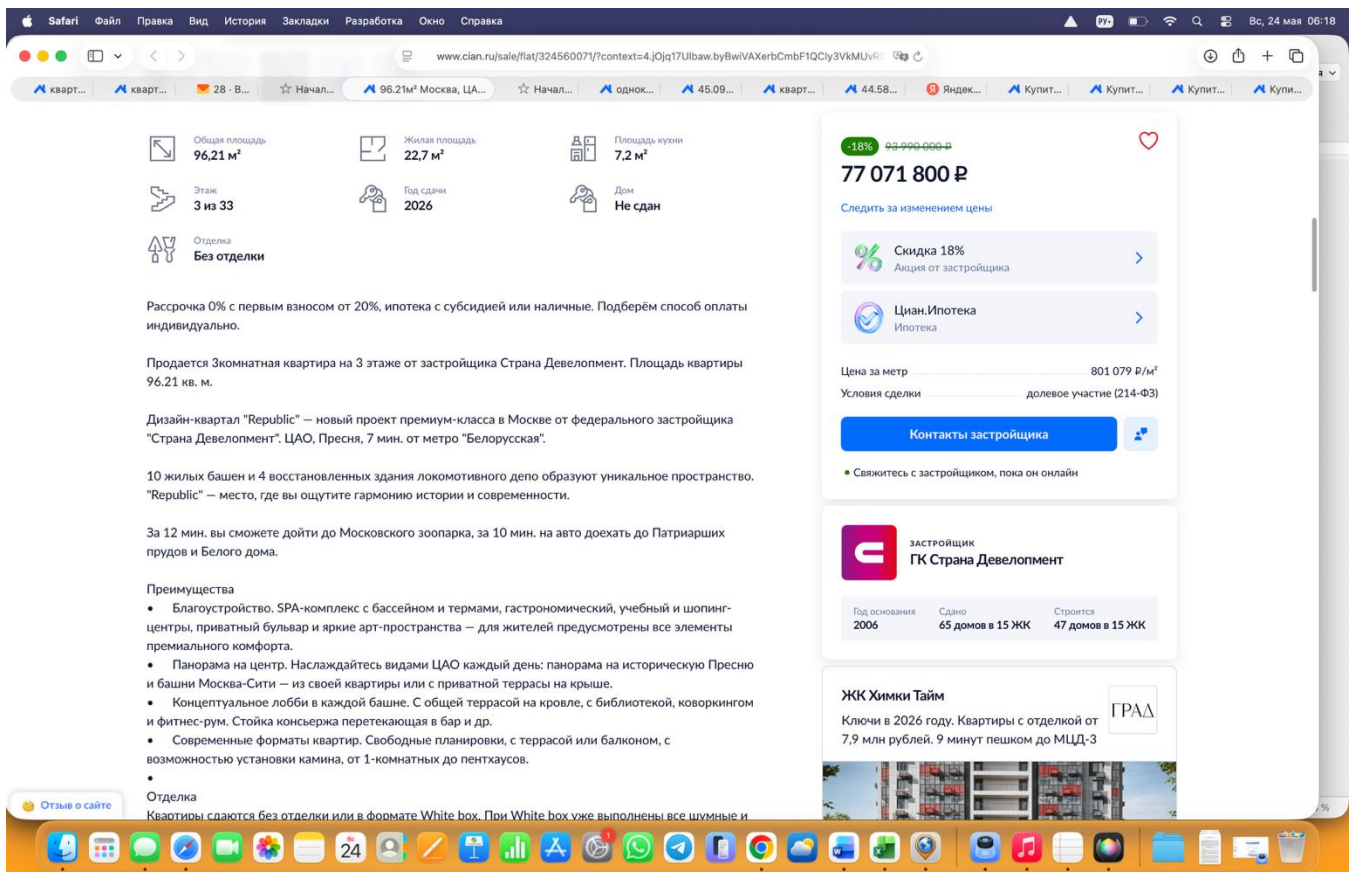 Safari Файл Правка Вид История Закладки Разработка Окно Справка
РУ
Вс, 24 мая 06:18
www.cian.ru/sale/flat/324560071/?context=4.jOjq17UIbaw.byBwiVAXerbCmbF1QCly3VkMUvR
кварт... кварт... 28 · В... Начал... 96.21м² Москва, ЦА... Начал... однок... 45.09... кварт... 44.58... Яндек... Купит... Купит... Купит... Купи...
Общая площадь
96,21 м²
Жилая площадь
22,7 м²
Площадь кухни
7,2 м²
Этаж
3 из 33
Год сдачи
2026
Дом
Не сдан
Отделка
Без отделки
Рассрочка 0% с первым взносом от 20%, ипотека с субсидией или наличные. Подберём способ оплаты
индивидуально.
Продается 3комнатная квартира на 3 этаже от застройщика Страна Девелопмент. Площадь квартиры
96.21 кв. м.
Дизайн-квартал "Republic" — новый проект премиум-класса в Москве от федерального застройщика
"Страна Девелопмент". ЦАО, Пресня, 7 мин. от метро "Белорусская".
10 жилых башен и 4 восстановленных здания локомотивного депо образуют уникальное пространство.
"Republic" — место, где вы ощутите гармонию истории и современности.
За 12 мин. вы сможете дойти до Московского зоопарка, за 10 мин. на авто доехать до Патриарших
прудов и Белого дома.
Преимущества
• Благоустройство. SPA-комплекс с бассейном и термами, гастрономический, учебный и шопинг-
центры, приватный бульвар и яркие арт-пространства — для жителей предусмотрены все элементы
премиального комфорта.
• Панорама на центр. Наслаждайтесь видами ЦАО каждый день: панорама на историческую Пресню
и башни Москва-Сити — из своей квартиры или с приватной террасы на крыше.
• Концептуальное лобби в каждой башне. С общей террасой на кровле, с библиотекой, коворкингом
и фитнес-рум. Стойка консьержа перетекающая в бар и др.
• Современные форматы квартир. Свободные планировки, с террасой или балконом, с
возможностью установки камина, от 1-комнатных до пентхаусов.
•
Отделка
Квартиры сдаются без отделки или в формате White box. При White box уже выполнены все шумные и
Отзыв о сайте
-18% 93 990 000 ₽
77 071 800 ₽
Следить за изменением цены
Скидка 18%
Акция от застройщика
Циан.Ипотека
Ипотека
Цена за метр 801 079 ₽/м²
Условия сделки долевое участие (214-ФЗ)
Контакты застройщика
• Свяжитесь с застройщиком, пока он онлайн
ЗАСТРОЙЩИК
ГК Страна Девелопмент
Год основания
2006
Сдано
65 домов в 15 ЖК
Строится
47 домов в 15 ЖК
ЖК Химки Тайм
Ключи в 2026 году. Квартиры с отделкой от
7,9 млн рублей. 9 минут пешком до МЦД-3
ГРАД
24
1